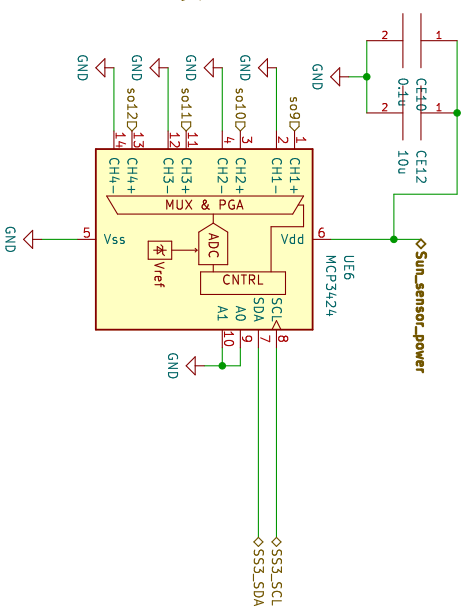 2
1
GND
0.1u
CE10
2
1
10u
CE12
GND
GND
GND
GND
so12
so11
so10
so9
14
13
12
11
4
3
2
1
CH4-
CH4+
CH3-
CH3+
CH2-
CH2+
CH1-
CH1+
MUX & PGA
ADC
Vref
CNTRL
GND
5
Vss
Vdd
6
Sun_sensor_power
UE6
MCP3424
A1
A0
SDA
SCL
10
9
7
8
GND
SS3_SDA
SS3_SCL